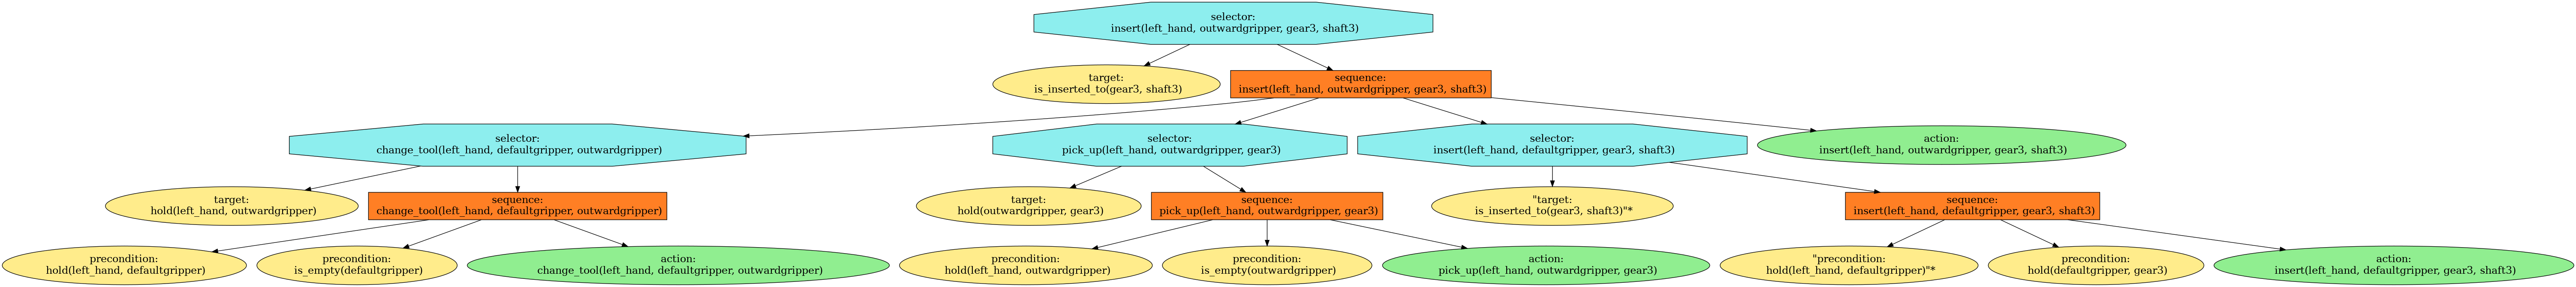 selector:
insert(left_hand, outwardgripper, gear3, shaft3)
target:
is_inserted_to(gear3, shaft3)
sequence:
insert(left_hand, outwardgripper, gear3, shaft3)
selector:
change_tool(left_hand, defaultgripper, outwardgripper)
selector:
pick_up(left_hand, outwardgripper, gear3)
selector:
insert(left_hand, defaultgripper, gear3, shaft3)
action:
insert(left_hand, outwardgripper, gear3, shaft3)
target:
hold(left_hand, outwardgripper)
sequence:
change_tool(left_hand, defaultgripper, outwardgripper)
target:
hold(outwardgripper, gear3)
sequence:
pick_up(left_hand, outwardgripper, gear3)
"target:
is_inserted_to(gear3, shaft3)"*
sequence:
insert(left_hand, defaultgripper, gear3, shaft3)
precondition:
hold(left_hand, defaultgripper)
precondition:
is_empty(defaultgripper)
action:
change_tool(left_hand, defaultgripper, outwardgripper)
precondition:
hold(left_hand, outwardgripper)
precondition:
is_empty(outwardgripper)
action:
pick_up(left_hand, outwardgripper, gear3)
"precondition:
hold(left_hand, defaultgripper)"*
precondition:
hold(defaultgripper, gear3)
action:
insert(left_hand, defaultgripper, gear3, shaft3)